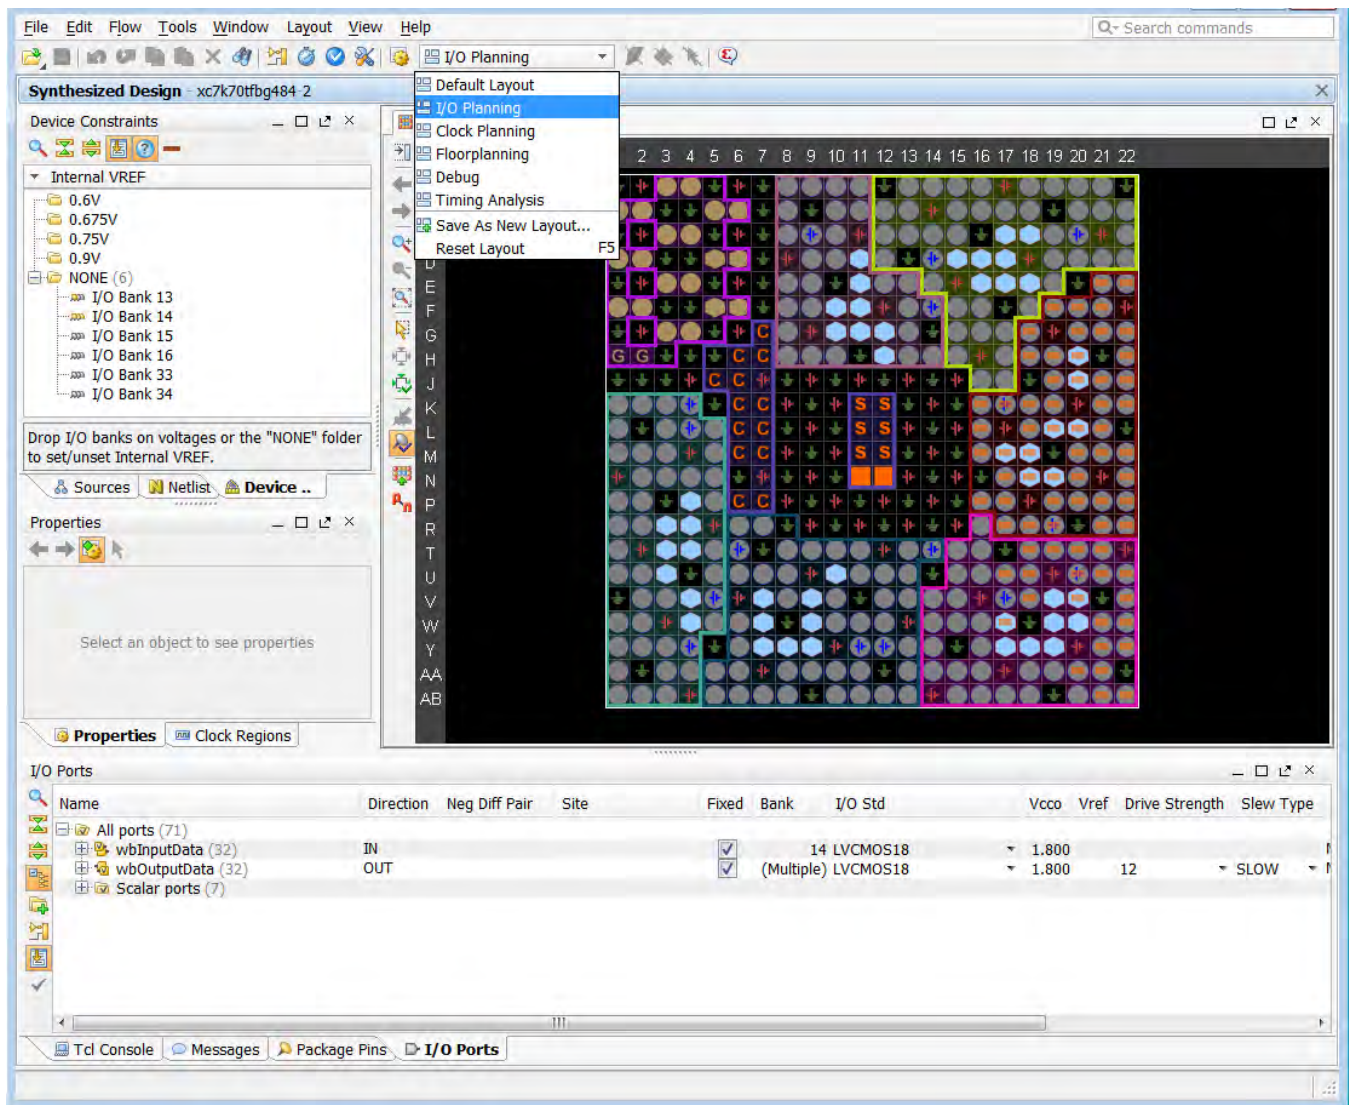 File Edit Flow Tools Window Layout View Help
Search commands
I/O Planning
Synthesized Design - xc7k70tfbg484-2
Default Layout
I/O Planning
Clock Planning
Floorplanning
Debug
Timing Analysis
Save As New Layout...
Reset Layout F5
Device Constraints
Internal VREF
0.6V
0.675V
0.75V
0.9V
NONE (6)
I/O Bank 13
I/O Bank 14
I/O Bank 15
I/O Bank 16
I/O Bank 33
I/O Bank 34
Drop I/O banks on voltages or the "NONE" folder
to set/unset Internal VREF.
Sources Netlist Device ..
Properties
Select an object to see properties
Properties Clock Regions
2 3 4 5 6 7 8 9 10 11 12 13 14 15 16 17 18 19 20 21 22
D
E
F
G C
H G G C C
J C C
K C C S S
L C C S S
M C C S S
N
P C C
R
T
U
V
W
Y
AA
AB
I/O Ports
Name Direction Neg Diff Pair Site Fixed Bank I/O Std Vcco Vref Drive Strength Slew Type
All ports (71)
wbInputData (32) IN 14 LVCMOS18 1.800
wbOutputData (32) OUT (Multiple) LVCMOS18 1.800 12 SLOW
Scalar ports (7)
Tcl Console Messages Package Pins I/O Ports